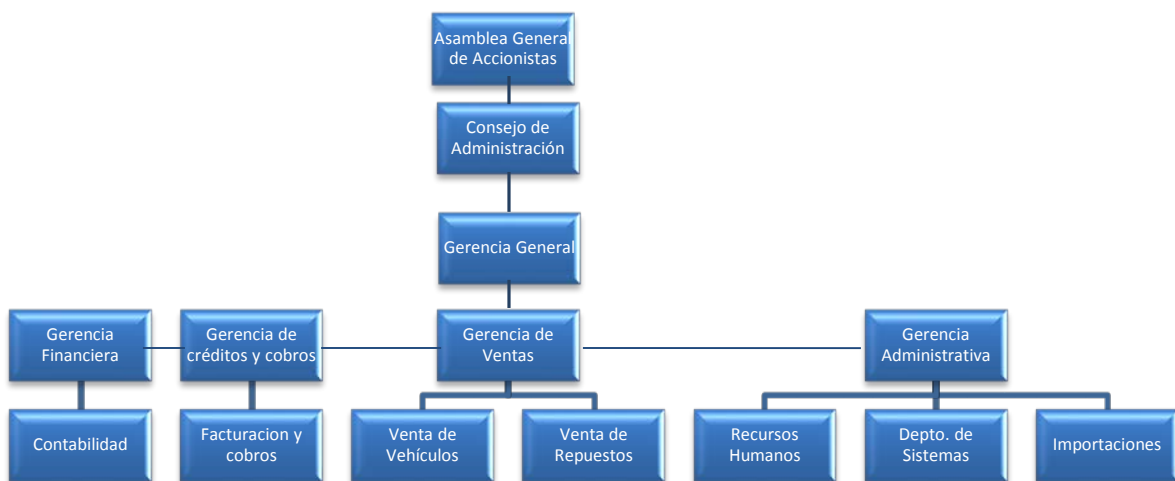 Asamblea General
de Accionistas
Consejo de
Administración
Gerencia General
Gerencia
Financiera
Gerencia de
créditos y cobros
Gerencia de
Ventas
Gerencia
Administrativa
Contabilidad
Facturacion y
cobros
Venta de
Vehículos
Venta de
Repuestos
Recursos
Humanos
Depto. de
Sistemas
Importaciones